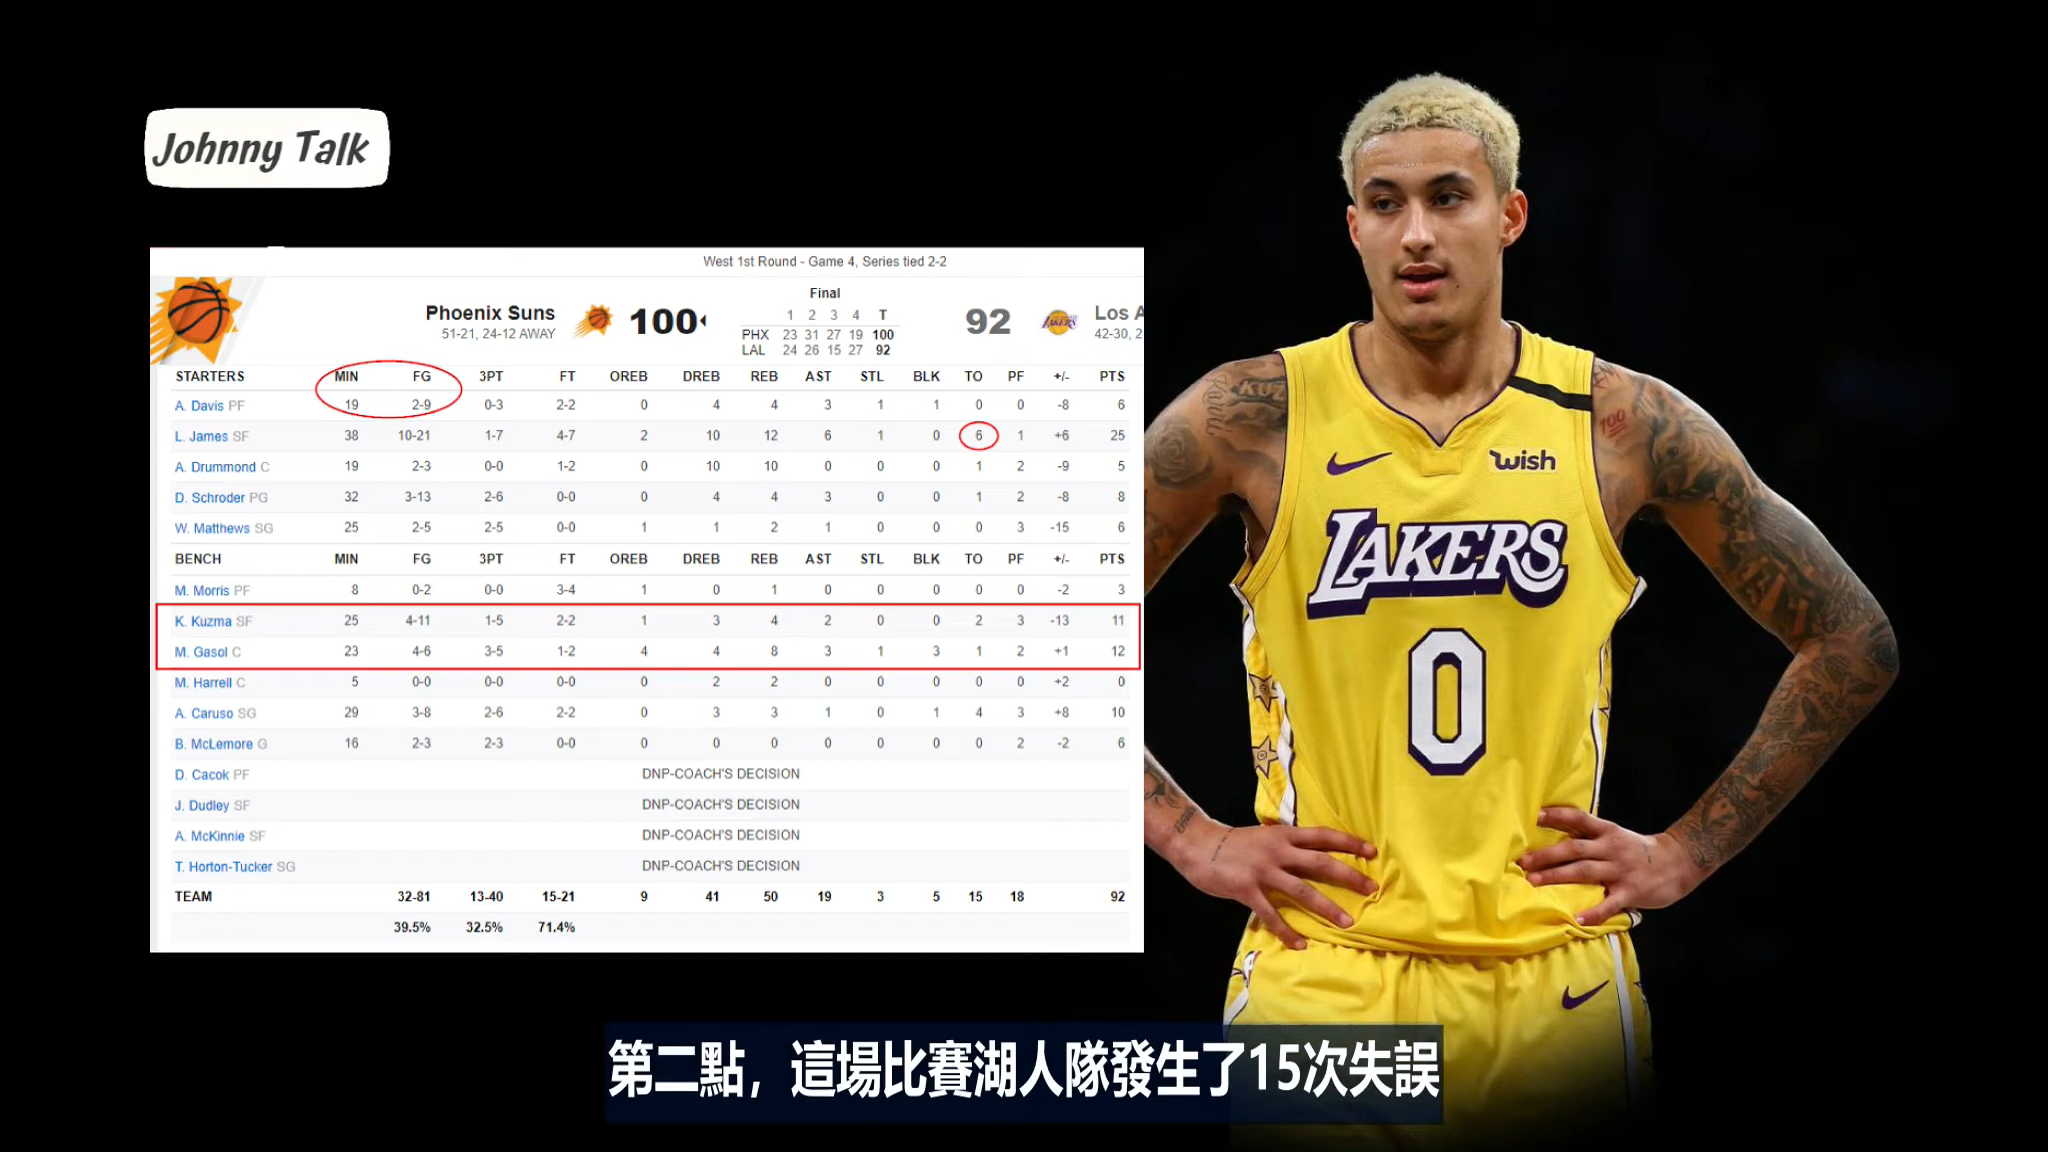 Johnny Talk
West 1st Round - Game 4, Series tied 2-2
Final
Phoenix Suns 100 92 Los A
51-21, 24-12 AWAY 42-30, 2
1 2 3 4 T
PHX 23 31 27 19 100
LAL 24 26 15 27 92
STARTERS MIN FG 3PT FT OREB DREB REB AST STL BLK TO PF +/- PTS
A. Davis PF 19 2-9 0-3 2-2 0 4 4 3 1 1 0 0 -8 6
L. James SF 38 10-21 1-7 4-7 2 10 12 6 1 0 6 1 +6 25
A. Drummond C 19 2-3 0-0 1-2 0 10 10 0 0 0 1 2 -9 5
D. Schroder PG 32 3-13 2-6 0-0 0 4 4 3 0 0 1 2 -8 8
W. Matthews SG 25 2-5 2-5 0-0 1 1 2 1 0 0 0 3 -15 6
BENCH MIN FG 3PT FT OREB DREB REB AST STL BLK TO PF +/- PTS
M. Morris PF 8 0-2 0-0 3-4 1 0 1 0 0 0 0 0 -2 3
K. Kuzma SF 25 4-11 1-5 2-2 1 3 4 2 0 0 2 3 -13 11
M. Gasol C 23 4-6 3-5 1-2 4 4 8 3 1 3 1 2 +1 12
M. Harrell C 5 0-0 0-0 0-0 0 2 2 0 0 0 0 0 +2 0
A. Caruso SG 29 3-8 2-6 2-2 0 3 3 1 0 1 4 3 +8 10
B. McLemore G 16 2-3 2-3 0-0 0 0 0 0 0 0 0 2 -2 6
D. Cacok PF DNP-COACH'S DECISION
J. Dudley SF DNP-COACH'S DECISION
A. McKinnie SF DNP-COACH'S DECISION
T. Horton-Tucker SG DNP-COACH'S DECISION
TEAM 32-81 13-40 15-21 9 41 50 19 3 5 15 18 92
39.5% 32.5% 71.4%
wish
LAKERS
0
100
第二點，這場比賽湖人隊發生了15次失誤